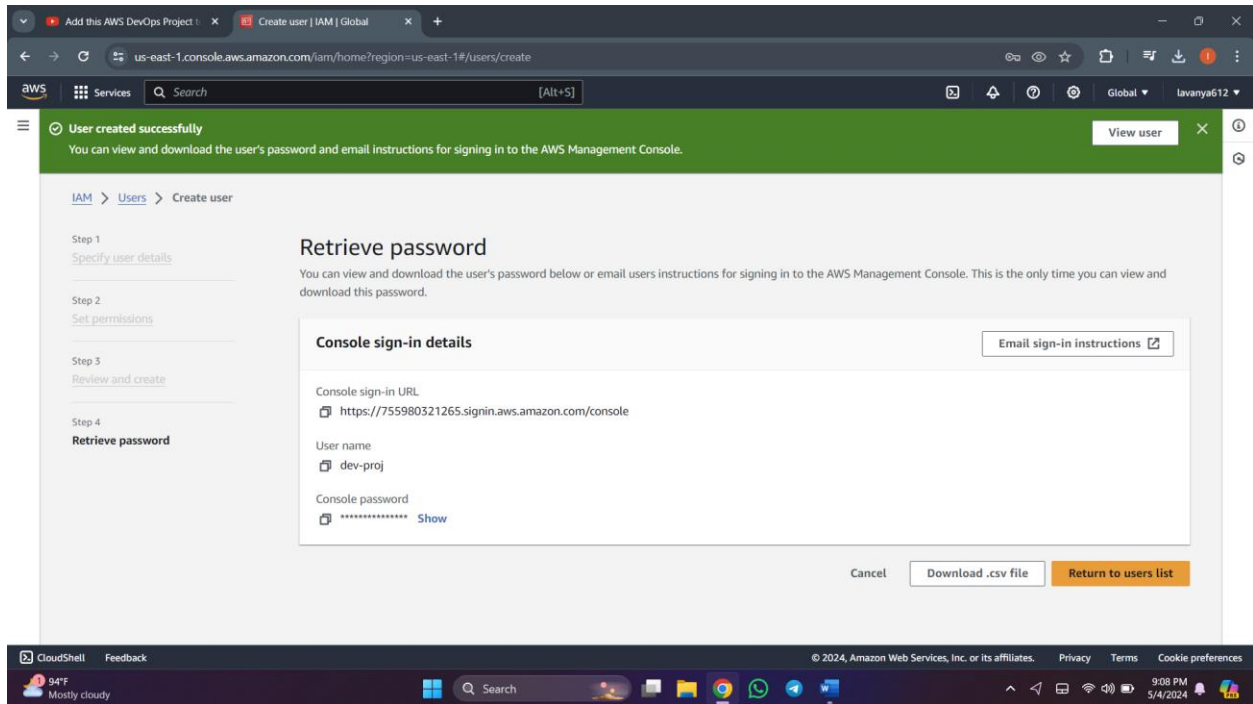 Add this AWS DevOps Project t
Create user | IAM | Global
us-east-1.console.aws.amazon.com/iam/home?region=us-east-1#/users/create
aws
Services
Search
[Alt+S]
Global
lavanya612
User created successfully
View user
You can view and download the user's password and email instructions for signing in to the AWS Management Console.
IAM > Users > Create user
Step 1
Specify user details
Step 2
Set permissions
Step 3
Review and create
Step 4
Retrieve password
Retrieve password
You can view and download the user's password below or email users instructions for signing in to the AWS Management Console. This is the only time you can view and
download this password.
Console sign-in details
Email sign-in instructions
Console sign-in URL
https://755980321265.signin.aws.amazon.com/console
User name
dev-proj
Console password
*************** Show
Cancel
Download .csv file
Return to users list
CloudShell
Feedback
© 2024, Amazon Web Services, Inc. or its affiliates.
Privacy
Terms
Cookie preferences
1
94°F
Mostly cloudy
Search
9:08 PM
5/4/2024